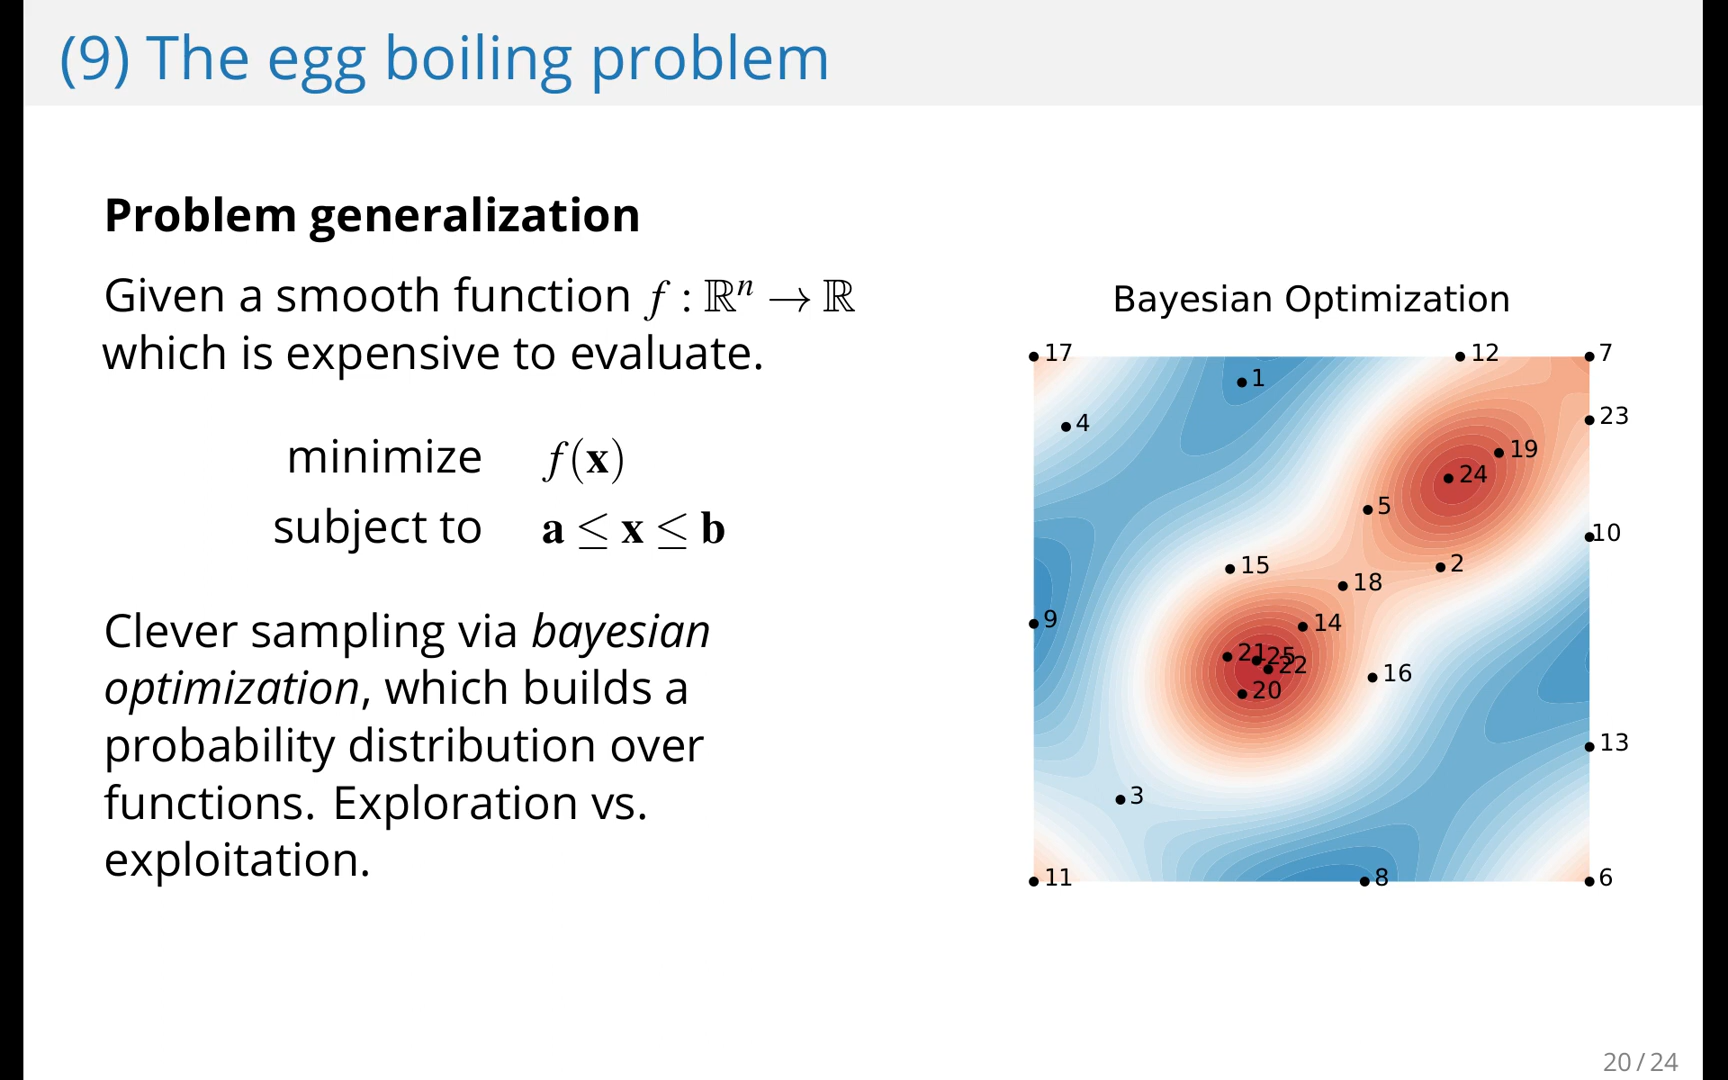 (9) The egg boiling problem
Problem generalization
Given a smooth function f : ℝⁿ → ℝ
which is expensive to evaluate.
minimize f(x)
subject to a ≤ x ≤ b
Clever sampling via bayesian
optimization, which builds a
probability distribution over
functions. Exploration vs.
exploitation.
Bayesian Optimization
17
12
7
1
4
23
19
24
5
10
15
2
18
9
14
21
25
22
16
20
13
3
11
8
6
20 / 24